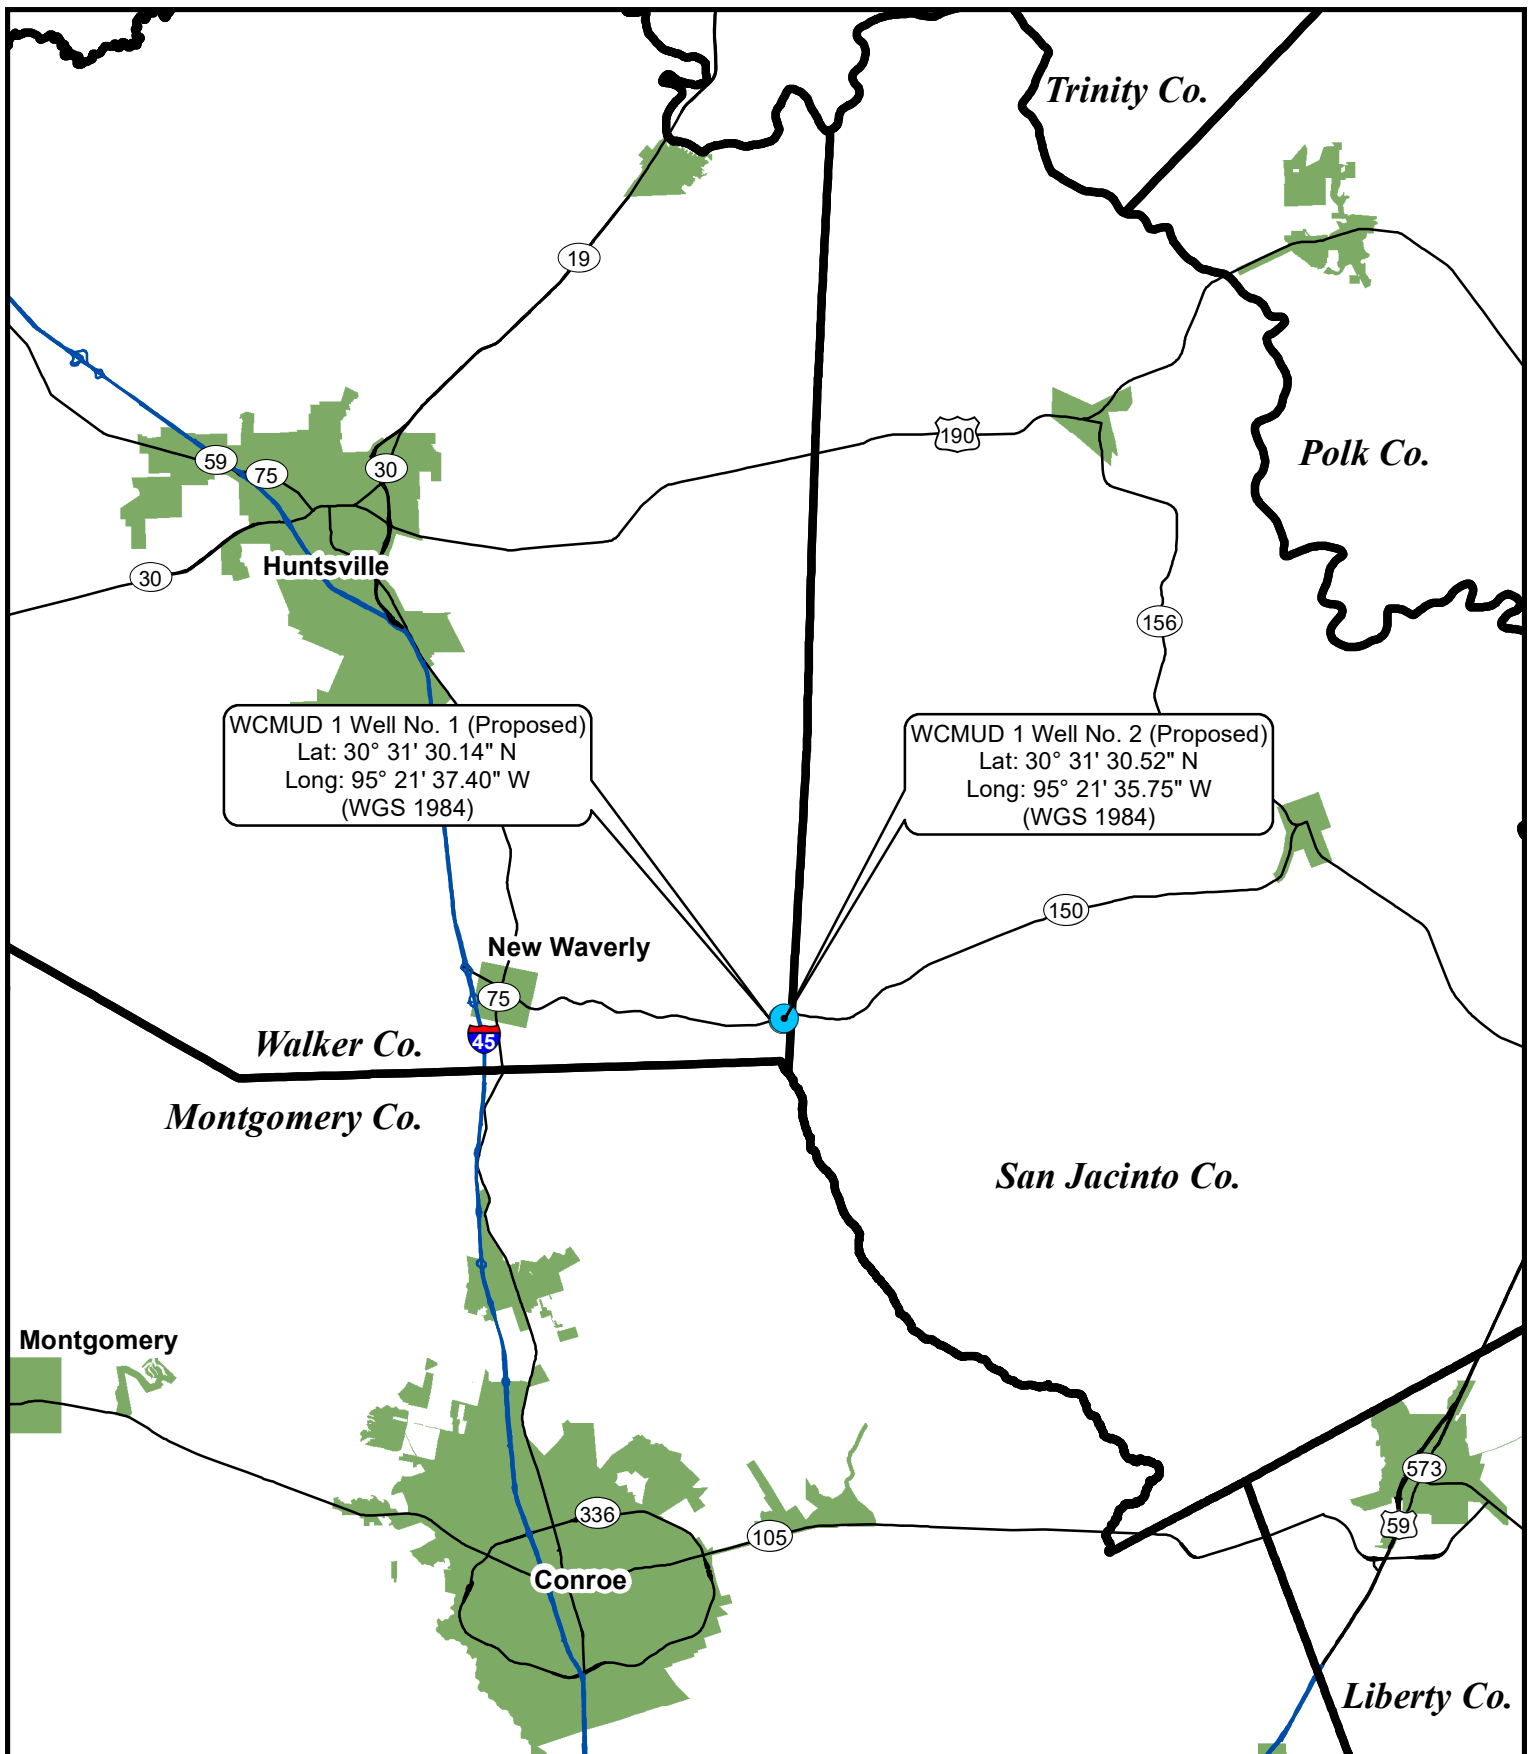 Trinity Co.
19
190
Polk Co.
59
75
30
Huntsville
30
156
WCMUD 1 Well No. 1 (Proposed)
Lat: 30° 31' 30.14" N
Long: 95° 21' 37.40" W
(WGS 1984)
WCMUD 1 Well No. 2 (Proposed)
Lat: 30° 31' 30.52" N
Long: 95° 21' 35.75" W
(WGS 1984)
150
New Waverly
75
45
Walker Co.
Montgomery Co.
San Jacinto Co.
Montgomery
573
336
59
105
Conroe
Liberty Co.